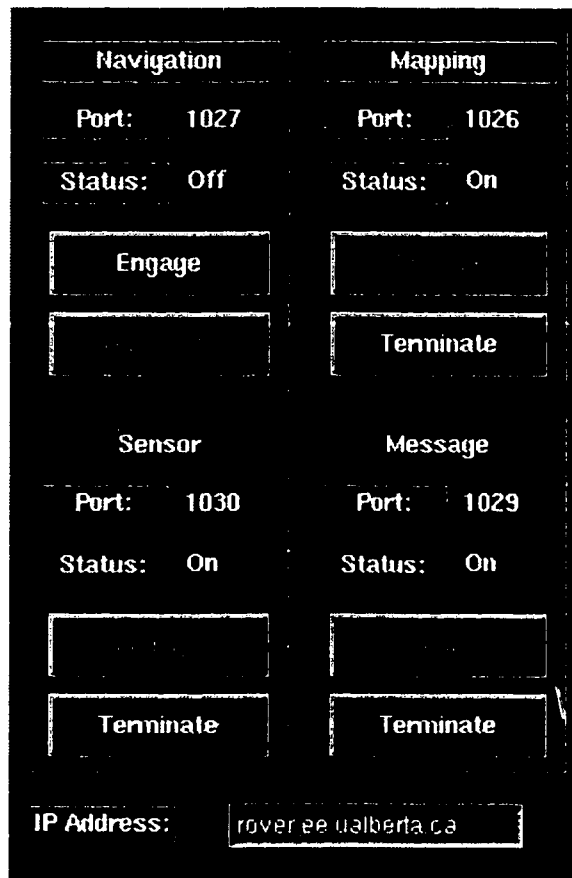 Navigation Mapping
Port: 1027 Port: 1026
Status: Off Status: On
Engage
Terminate
Sensor Message
Port: 1030 Port: 1029
Status: On Status: On
Terminate Terminate
IP Address: rover.ee.ualberta.ca